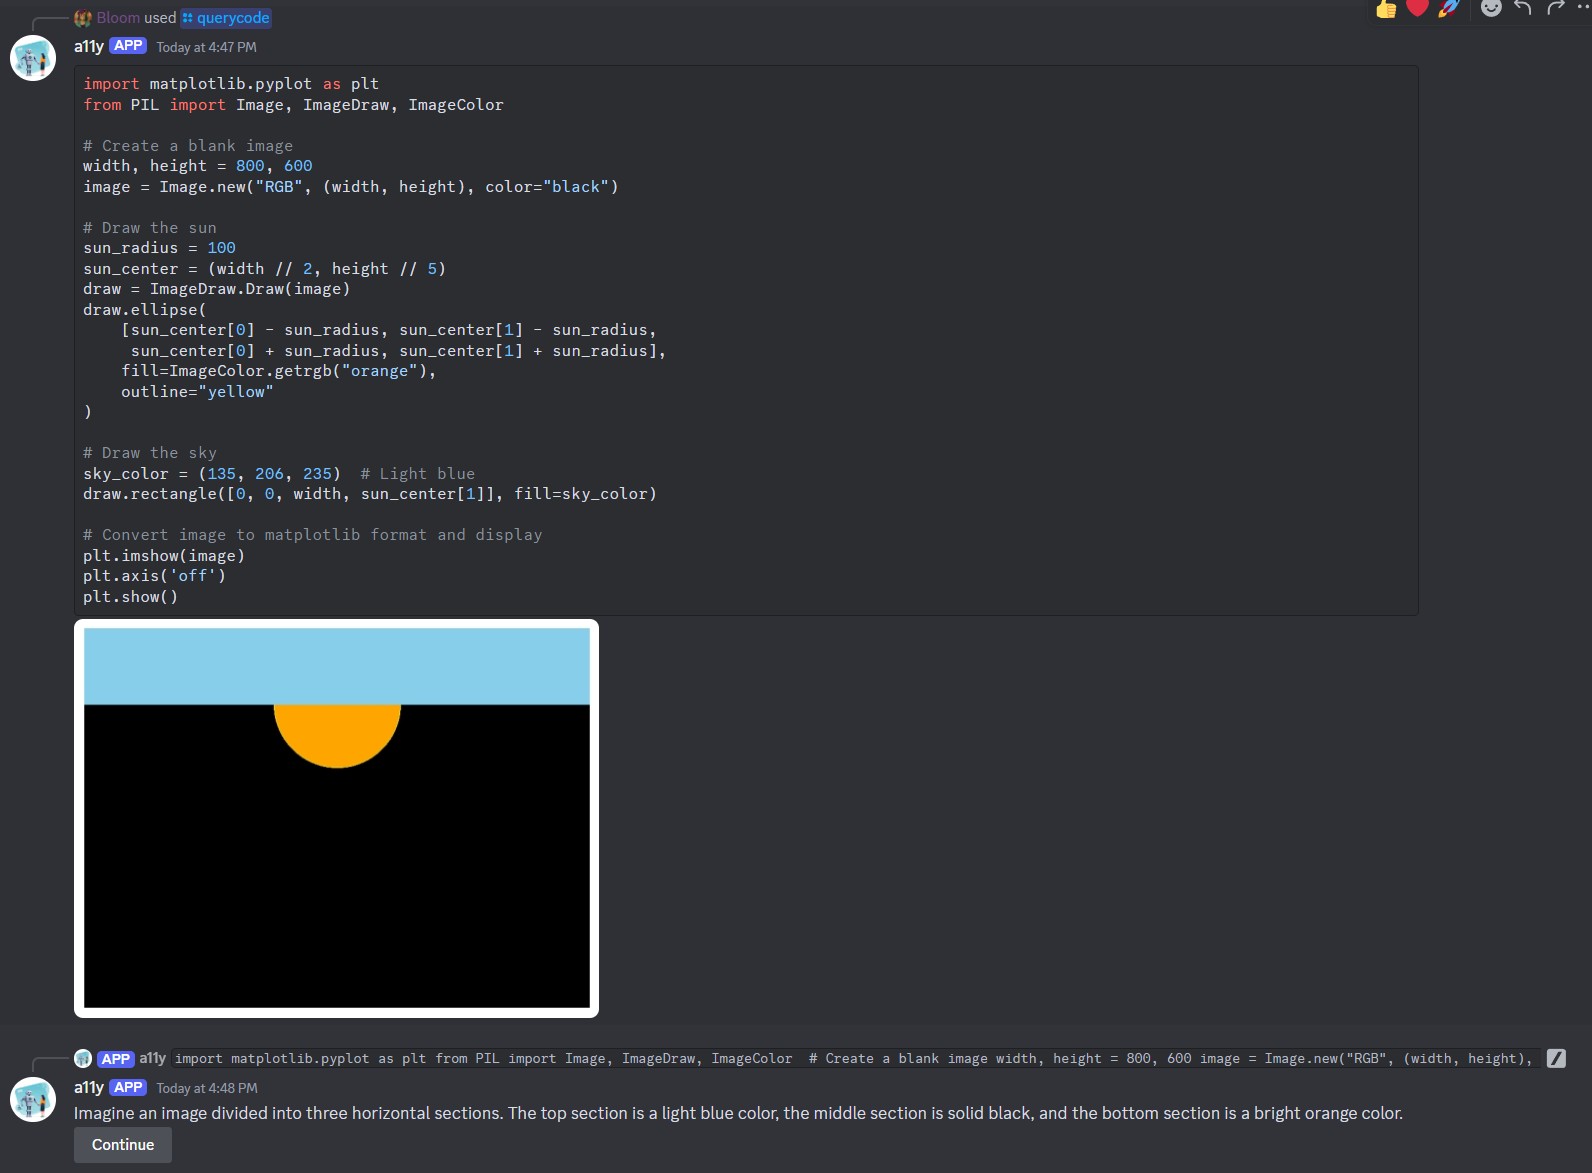 Bloom used querycode
a11y APP Today at 4:47 PM
import matplotlib.pyplot as plt
from PIL import Image, ImageDraw, ImageColor
# Create a blank image
width, height = 800, 600
image = Image.new("RGB", (width, height), color="black")
# Draw the sun
sun_radius = 100
sun_center = (width // 2, height // 5)
draw = ImageDraw.Draw(image)
draw.ellipse(
    [sun_center[0] - sun_radius, sun_center[1] - sun_radius,
     sun_center[0] + sun_radius, sun_center[1] + sun_radius],
    fill=ImageColor.getrgb("orange"),
    outline="yellow"
)
# Draw the sky
sky_color = (135, 206, 235)  # Light blue
draw.rectangle([0, 0, width, sun_center[1]], fill=sky_color)
# Convert image to matplotlib format and display
plt.imshow(image)
plt.axis('off')
plt.show()
APP a11y import matplotlib.pyplot as plt from PIL import Image, ImageDraw, ImageColor  # Create a blank image width, height = 800, 600 image = Image.new("RGB", (width, height),
a11y APP Today at 4:48 PM
Imagine an image divided into three horizontal sections. The top section is a light blue color, the middle section is solid black, and the bottom section is a bright orange color.
Continue